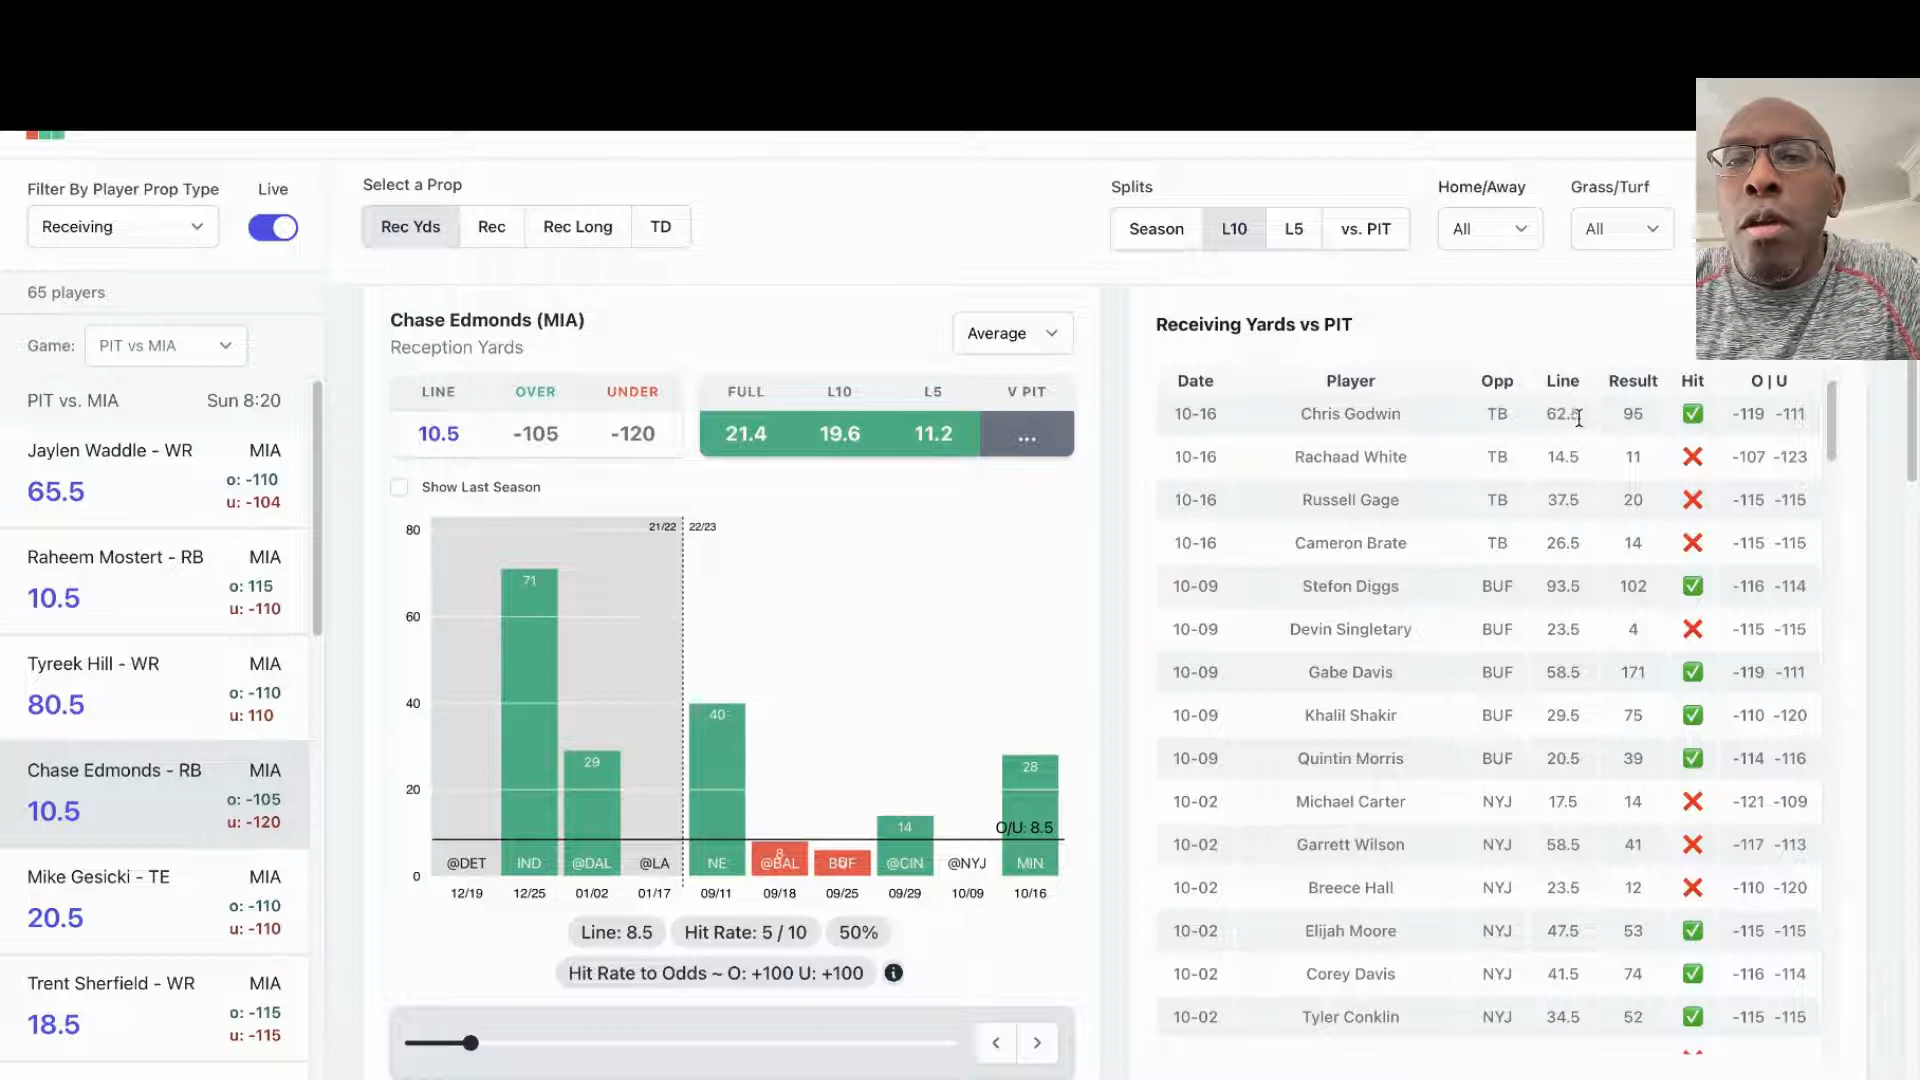 Filter By Player Prop Type
Live
Receiving
65 players
Game: PIT vs MIA
PIT vs. MIA Sun 8:20
Jaylen Waddle - WR MIA
65.5 o: -110
u: -104
Raheem Mostert - RB MIA
10.5 o: 115
u: -110
Tyreek Hill - WR MIA
80.5 o: -110
u: 110
Chase Edmonds - RB MIA
10.5 o: -105
u: -120
Mike Gesicki - TE MIA
20.5 o: -110
u: -110
Trent Sherfield - WR MIA
18.5 o: -115
u: -115
Select a Prop
Rec Yds Rec Rec Long TD
Splits
Season L10 L5 vs. PIT
Home/Away
All
Grass/Turf
All
Chase Edmonds (MIA)
Reception Yards
Average
LINE OVER UNDER
10.5 -105 -120
FULL L10 L5 V PIT
21.4 19.6 11.2 ...
Show Last Season
21/22 22/23
80
60
40
20
0
71
29
40
8
14
28
O/U: 8.5
@DET IND @DAL @LA NE @BAL BUF @CIN @NYJ MIN
12/19 12/25 01/02 01/17 09/11 09/18 09/25 09/29 10/09 10/16
Line: 8.5 Hit Rate: 5 / 10 50%
Hit Rate to Odds ~ O: +100 U: +100
Receiving Yards vs PIT
Date Player Opp Line Result Hit O | U
10-16 Chris Godwin TB 62.5 95 -119 -111
10-16 Rachaad White TB 14.5 11 -107 -123
10-16 Russell Gage TB 37.5 20 -115 -115
10-16 Cameron Brate TB 26.5 14 -115 -115
10-09 Stefon Diggs BUF 93.5 102 -116 -114
10-09 Devin Singletary BUF 23.5 4 -115 -115
10-09 Gabe Davis BUF 58.5 171 -119 -111
10-09 Khalil Shakir BUF 29.5 75 -110 -120
10-09 Quintin Morris BUF 20.5 39 -114 -116
10-02 Michael Carter NYJ 17.5 14 -121 -109
10-02 Garrett Wilson NYJ 58.5 41 -117 -113
10-02 Breece Hall NYJ 23.5 12 -110 -120
10-02 Elijah Moore NYJ 47.5 53 -115 -115
10-02 Corey Davis NYJ 41.5 74 -116 -114
10-02 Tyler Conklin NYJ 34.5 52 -115 -115